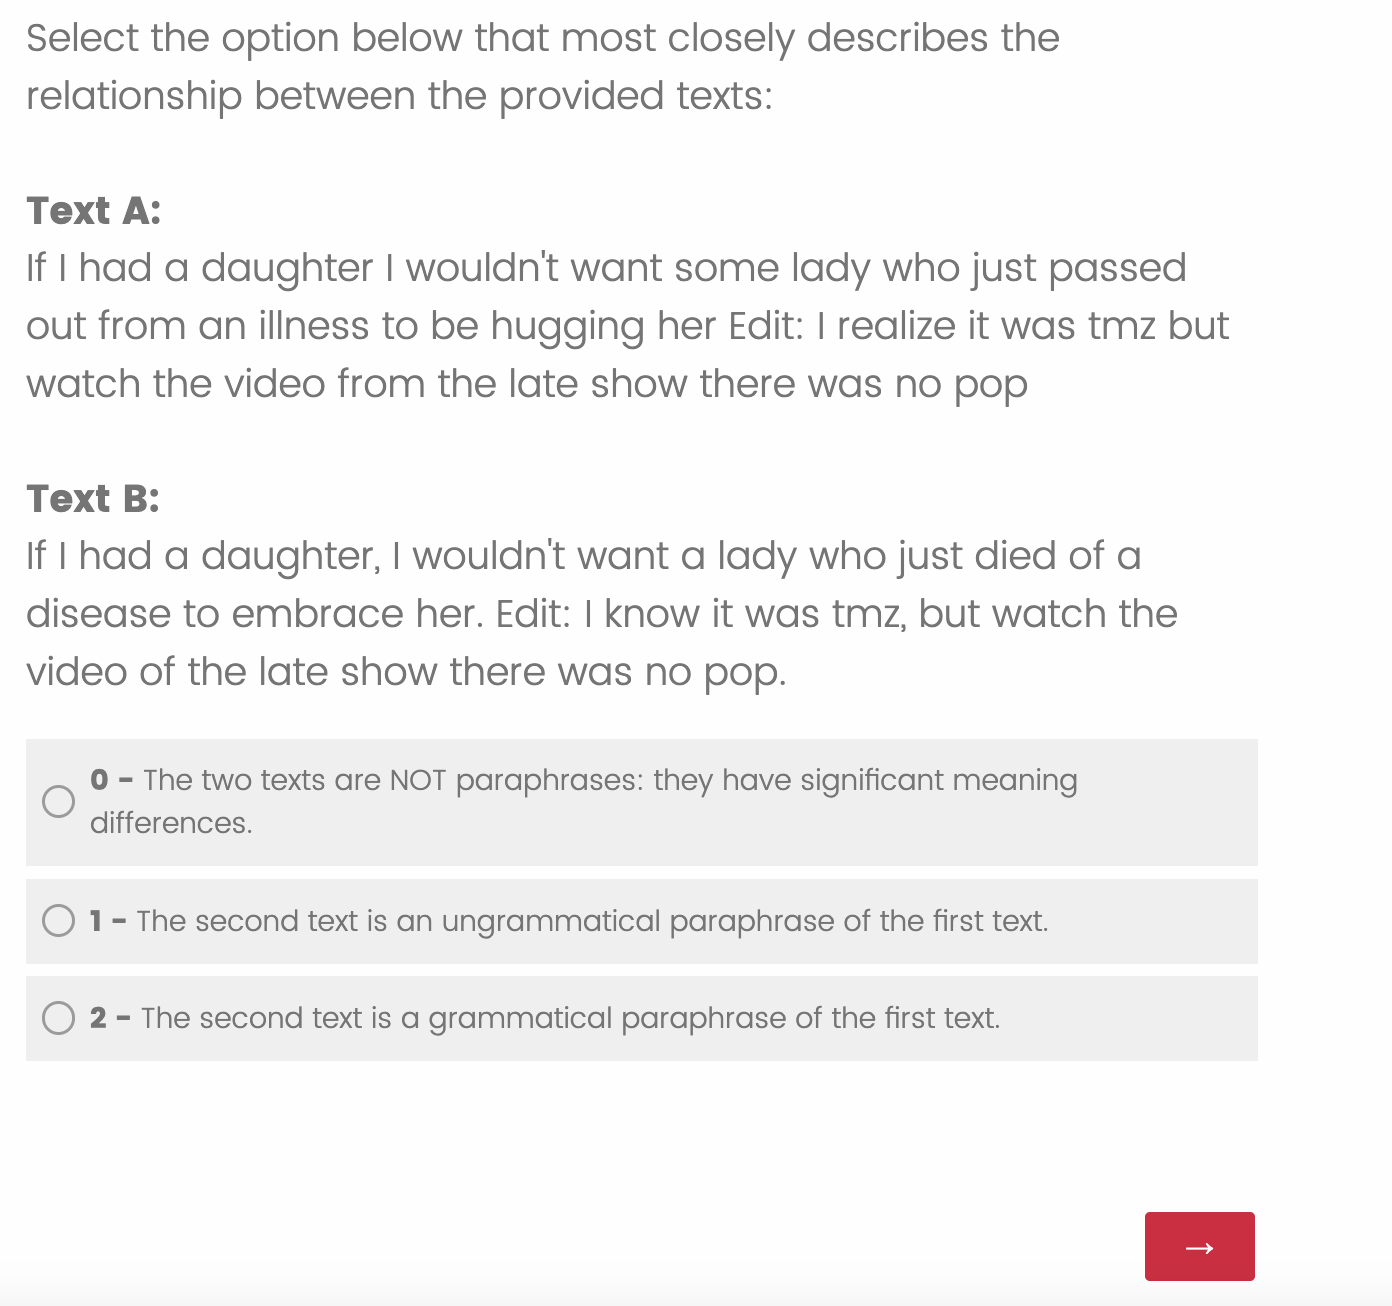 Select the option below that most closely describes the
relationship between the provided texts:
Text A:
If I had a daughter I wouldn't want some lady who just passed
out from an illness to be hugging her Edit: I realize it was tmz but
watch the video from the late show there was no pop
Text B:
If I had a daughter, I wouldn't want a lady who just died of a
disease to embrace her. Edit: I know it was tmz, but watch the
video of the late show there was no pop.
0 – The two texts are NOT paraphrases: they have significant meaning
differences.
1 – The second text is an ungrammatical paraphrase of the first text.
2 – The second text is a grammatical paraphrase of the first text.
→